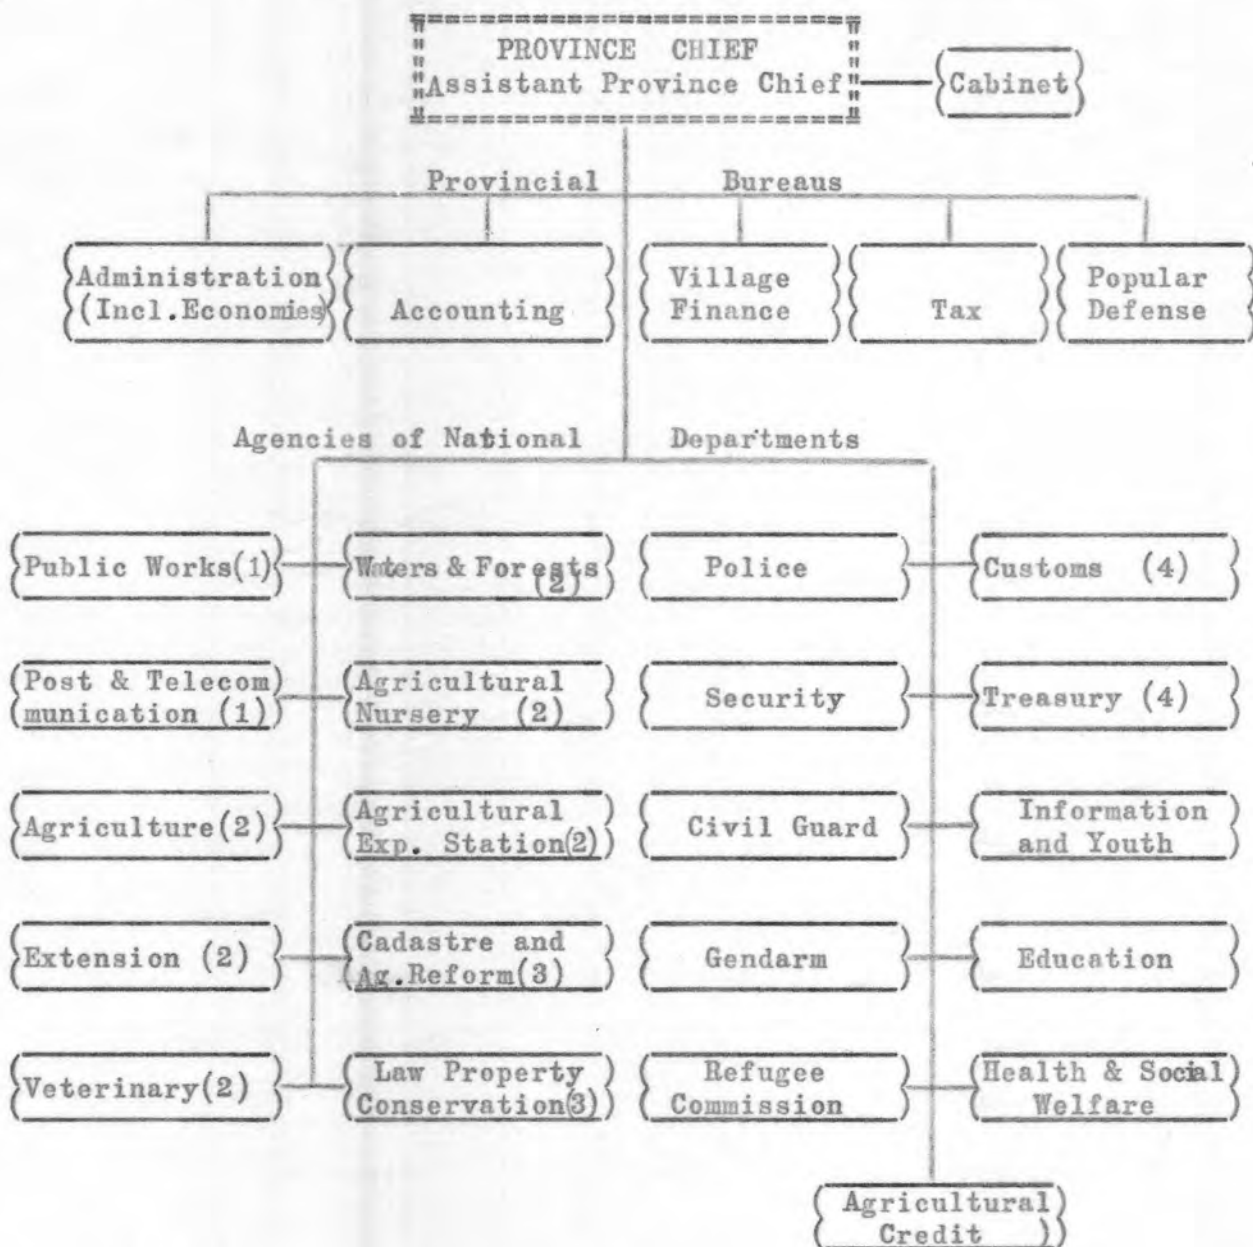 PROVINCE CHIEF
Assistant Province Chief
Cabinet
Provincial Bureaus
Administration
(Incl.Economies)
Accounting
Village
Finance
Tax
Popular
Defense
Agencies of National Departments
Public Works(1)
Waters & Forests
(2)
Police
Customs (4)
Post & Telecom
munication (1)
Agricultural
Nursery (2)
Security
Treasury (4)
Agriculture(2)
Agricultural
Exp. Station(2)
Civil Guard
Information
and Youth
Extension (2)
Cadastre and
Ag.Reform(3)
Gendarm
Education
Veterinary(2)
Law Property
Conservation(3)
Refugee
Commission
Health & Social
Welfare
Agricultural
Credit